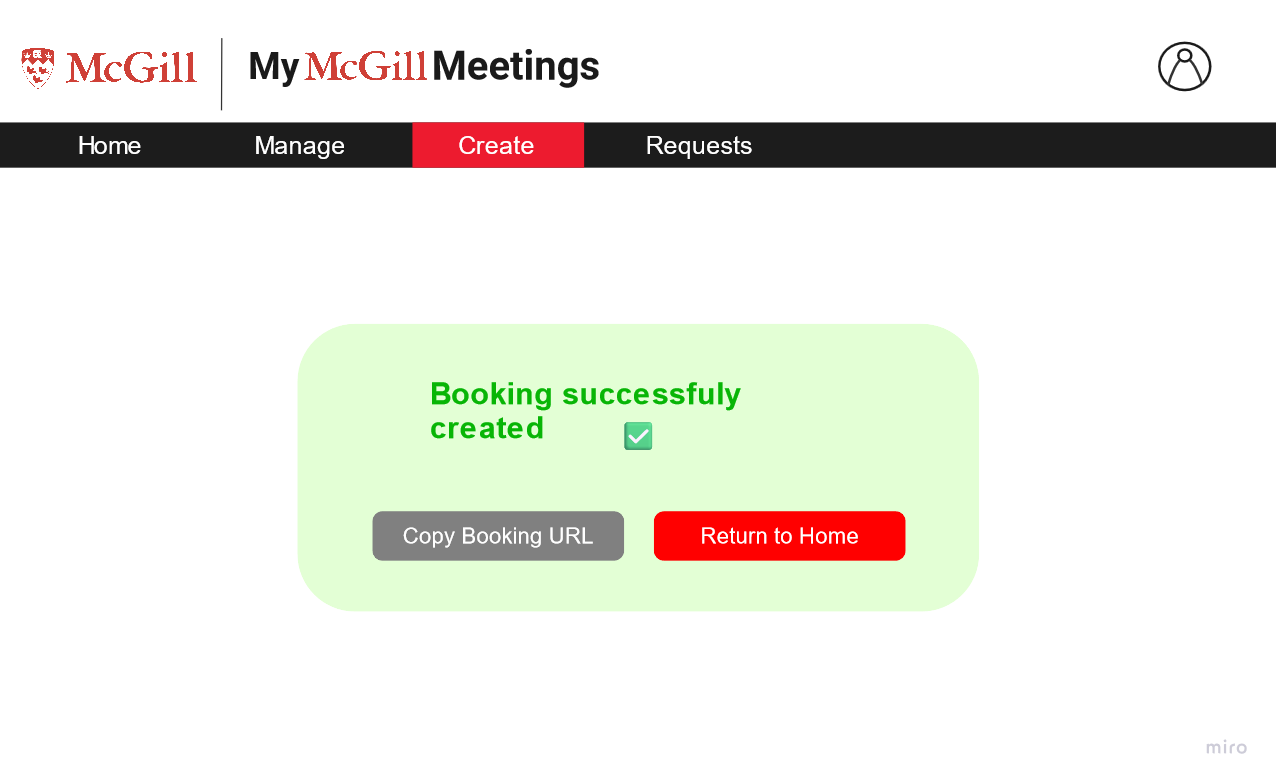 McGill
My McGill Meetings
Home Manage Create Requests
Booking successfuly
created
Copy Booking URL Return to Home
miro